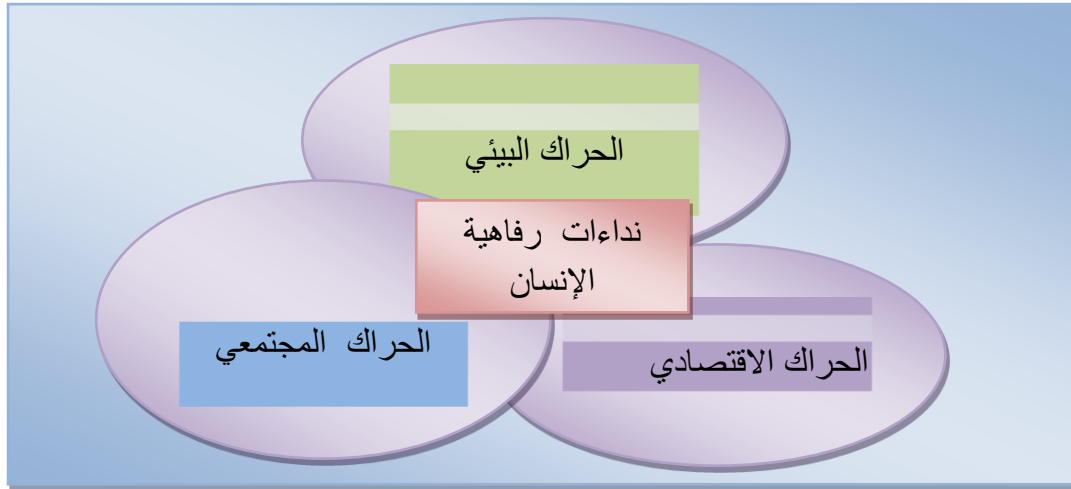 الحراك البيئي
نداءات رفاهية
الإنسان
الحراك المجتمعي
الحراك الاقتصادي